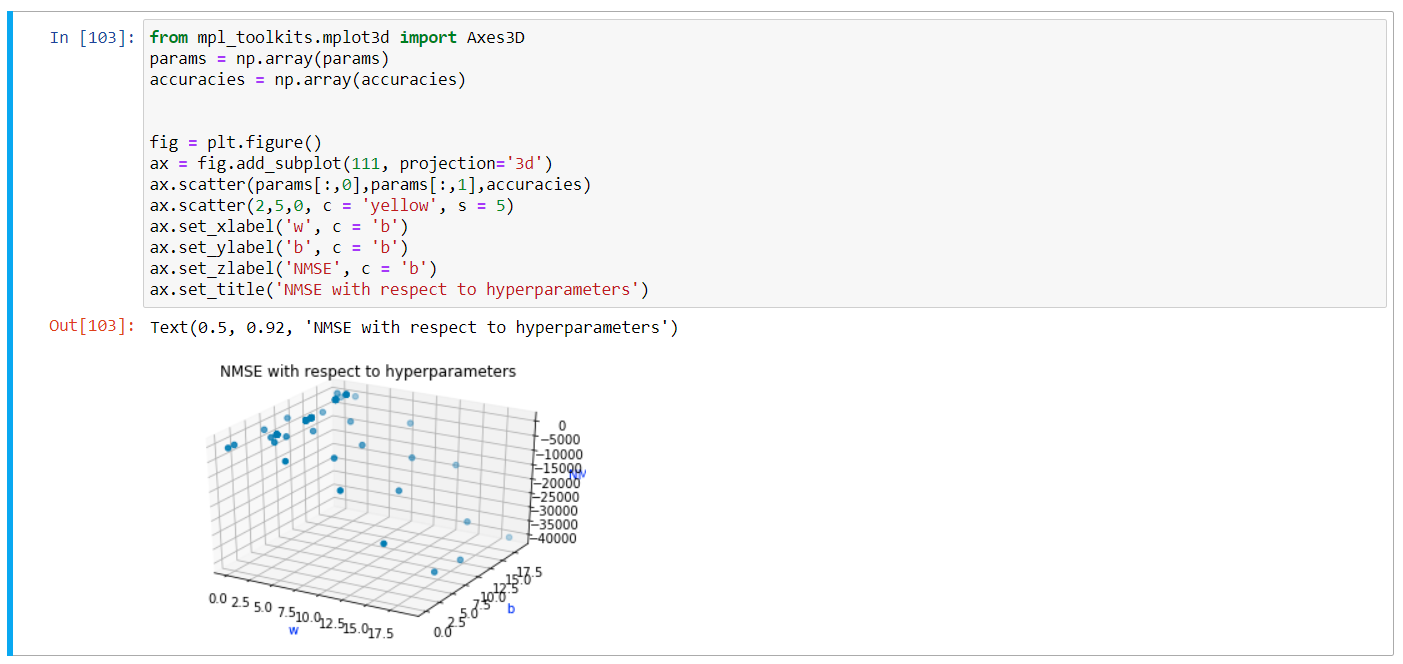 In [103]: from mpl_toolkits.mplot3d import Axes3D
params = np.array(params)
accuracies = np.array(accuracies)
fig = plt.figure()
ax = fig.add_subplot(111, projection='3d')
ax.scatter(params[:,0],params[:,1],accuracies)
ax.scatter(2,5,0, c = 'yellow', s = 5)
ax.set_xlabel('w', c = 'b')
ax.set_ylabel('b', c = 'b')
ax.set_zlabel('NMSE', c = 'b')
ax.set_title('NMSE with respect to hyperparameters')
Out[103]: Text(0.5, 0.92, 'NMSE with respect to hyperparameters')
NMSE with respect to hyperparameters
0
−5000
−10000
−15000
−20000
−25000
−30000
−35000
−40000
0.0 2.5 5.0 7.5 10.0 12.5 15.0 17.5
w
0.0 2.5 5.0 7.5 10.0 12.5 15.0 17.5
b